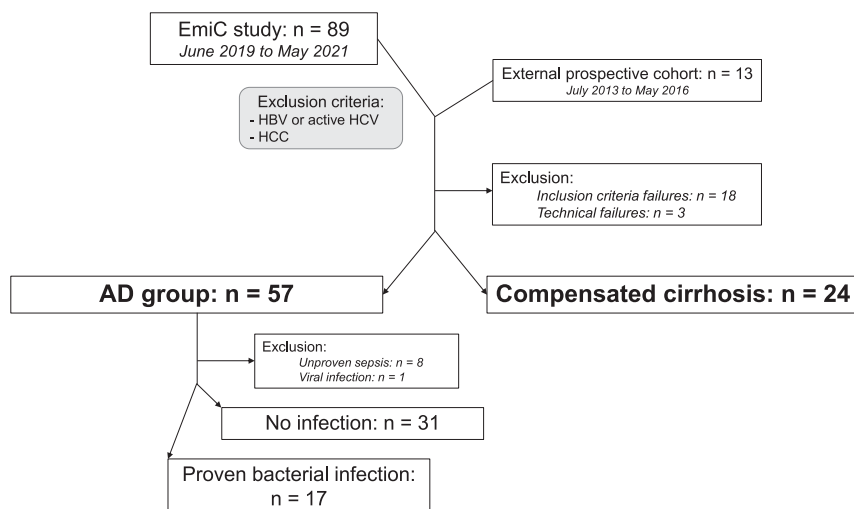 EmiC study: n = 89
June 2019 to May 2021
External prospective cohort: n = 13
July 2013 to May 2016
Exclusion criteria:
- HBV or active HCV
- HCC
Exclusion:
Inclusion criteria failures: n = 18
Technical failures: n = 3
AD group: n = 57
Compensated cirrhosis: n = 24
Exclusion:
Unproven sepsis: n = 8
Viral infection: n = 1
No infection: n = 31
Proven bacterial infection:
n = 17